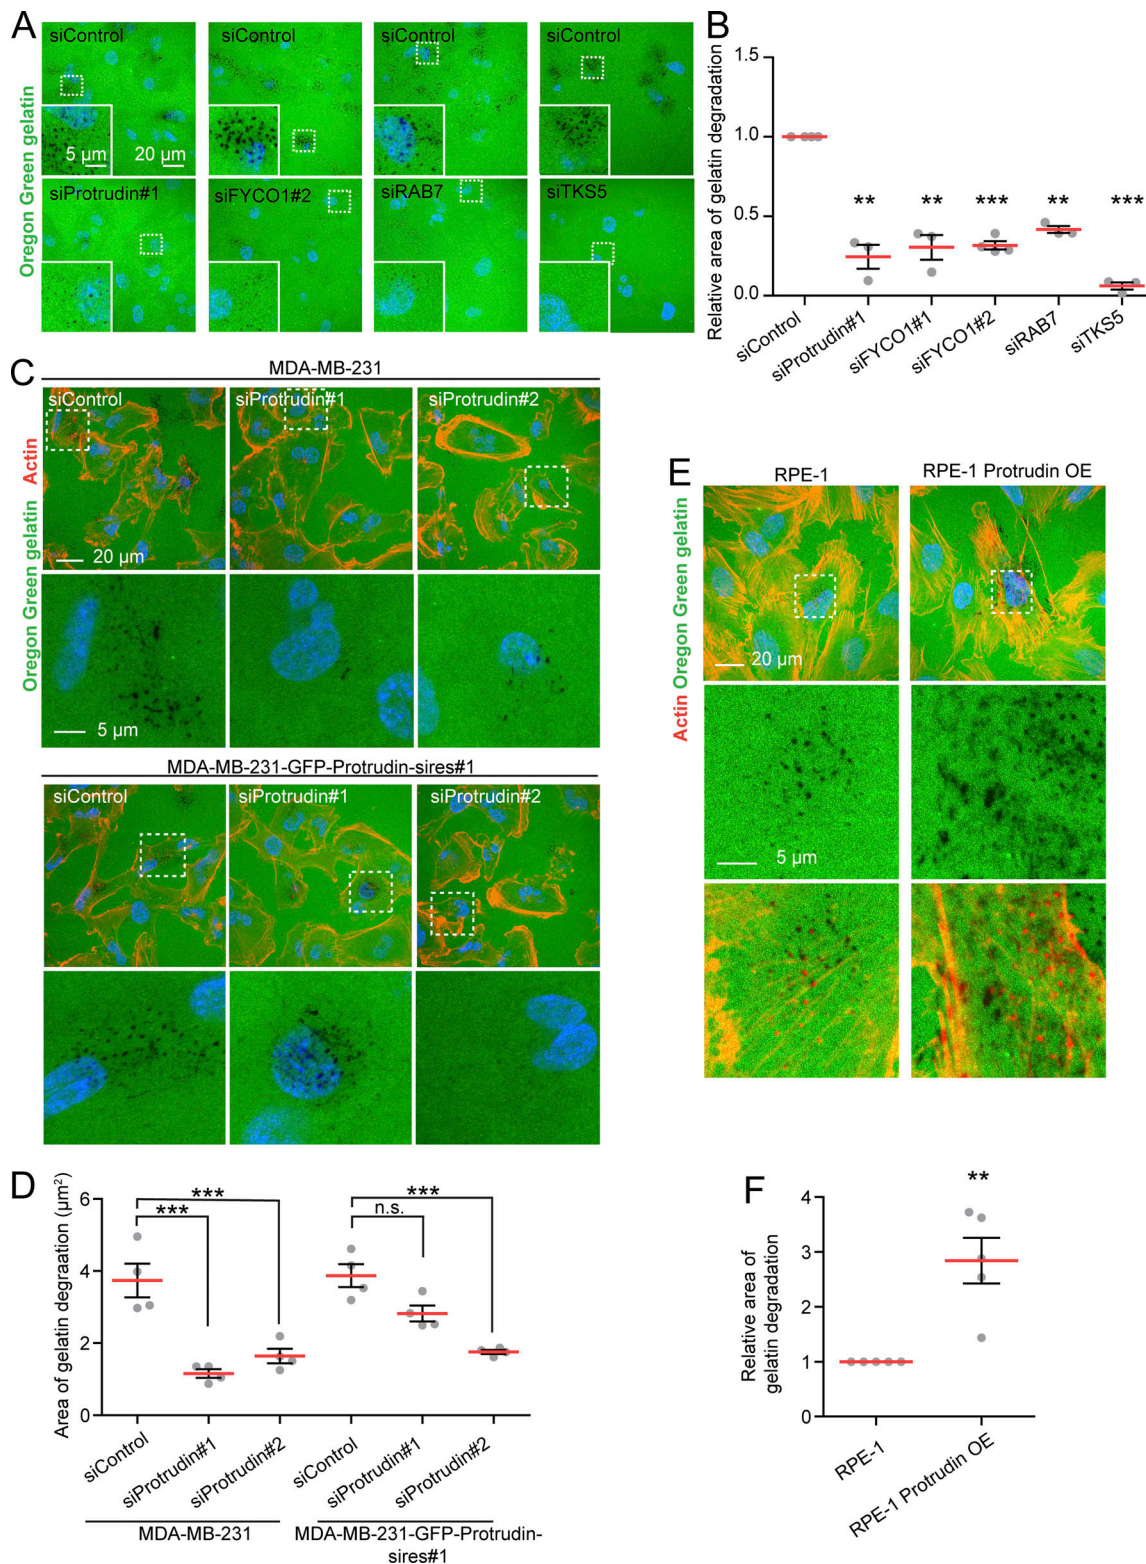 A
siControl
siControl
siControl
siControl
5 µm
20 µm
siProtrudin#1
siFYCO1#2
siRAB7
siTKS5
Oregon Green gelatin
B
Relative area of gelatin degradation
1.5
1.0
0.5
0.0
**
**
***
**
***
siControl
siProtrudin#1
siFYCO1#1
siFYCO1#2
siRAB7
siTKS5
C
MDA-MB-231
siControl
siProtrudin#1
siProtrudin#2
20 µm
5 µm
Oregon Green gelatin Actin
MDA-MB-231-GFP-Protrudin-sires#1
siControl
siProtrudin#1
siProtrudin#2
E
RPE-1
RPE-1 Protrudin OE
20 µm
5 µm
Actin Oregon Green gelatin
D
Area of gelatin degraation (µm²)
6
4
2
0
***
***
***
n.s.
siControl
siProtrudin#1
siProtrudin#2
siControl
siProtrudin#1
siProtrudin#2
MDA-MB-231
MDA-MB-231-GFP-Protrudin-
sires#1
F
Relative area of
gelatin degradation
4
3
2
1
0
**
RPE-1
RPE-1 Protrudin OE